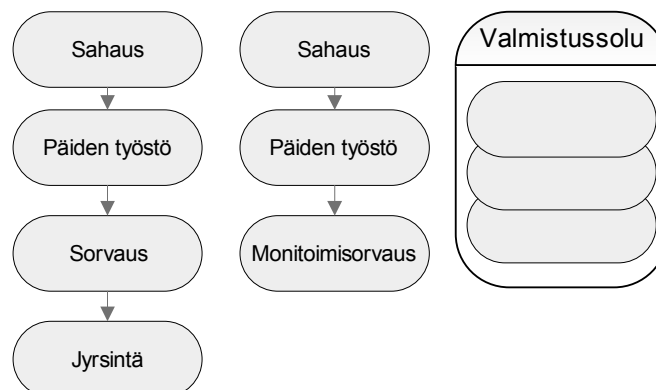 Sahaus
Päiden työstö
Sorvaus
Jyrsintä
Sahaus
Päiden työstö
Monitoimisorvaus
Valmistussolu